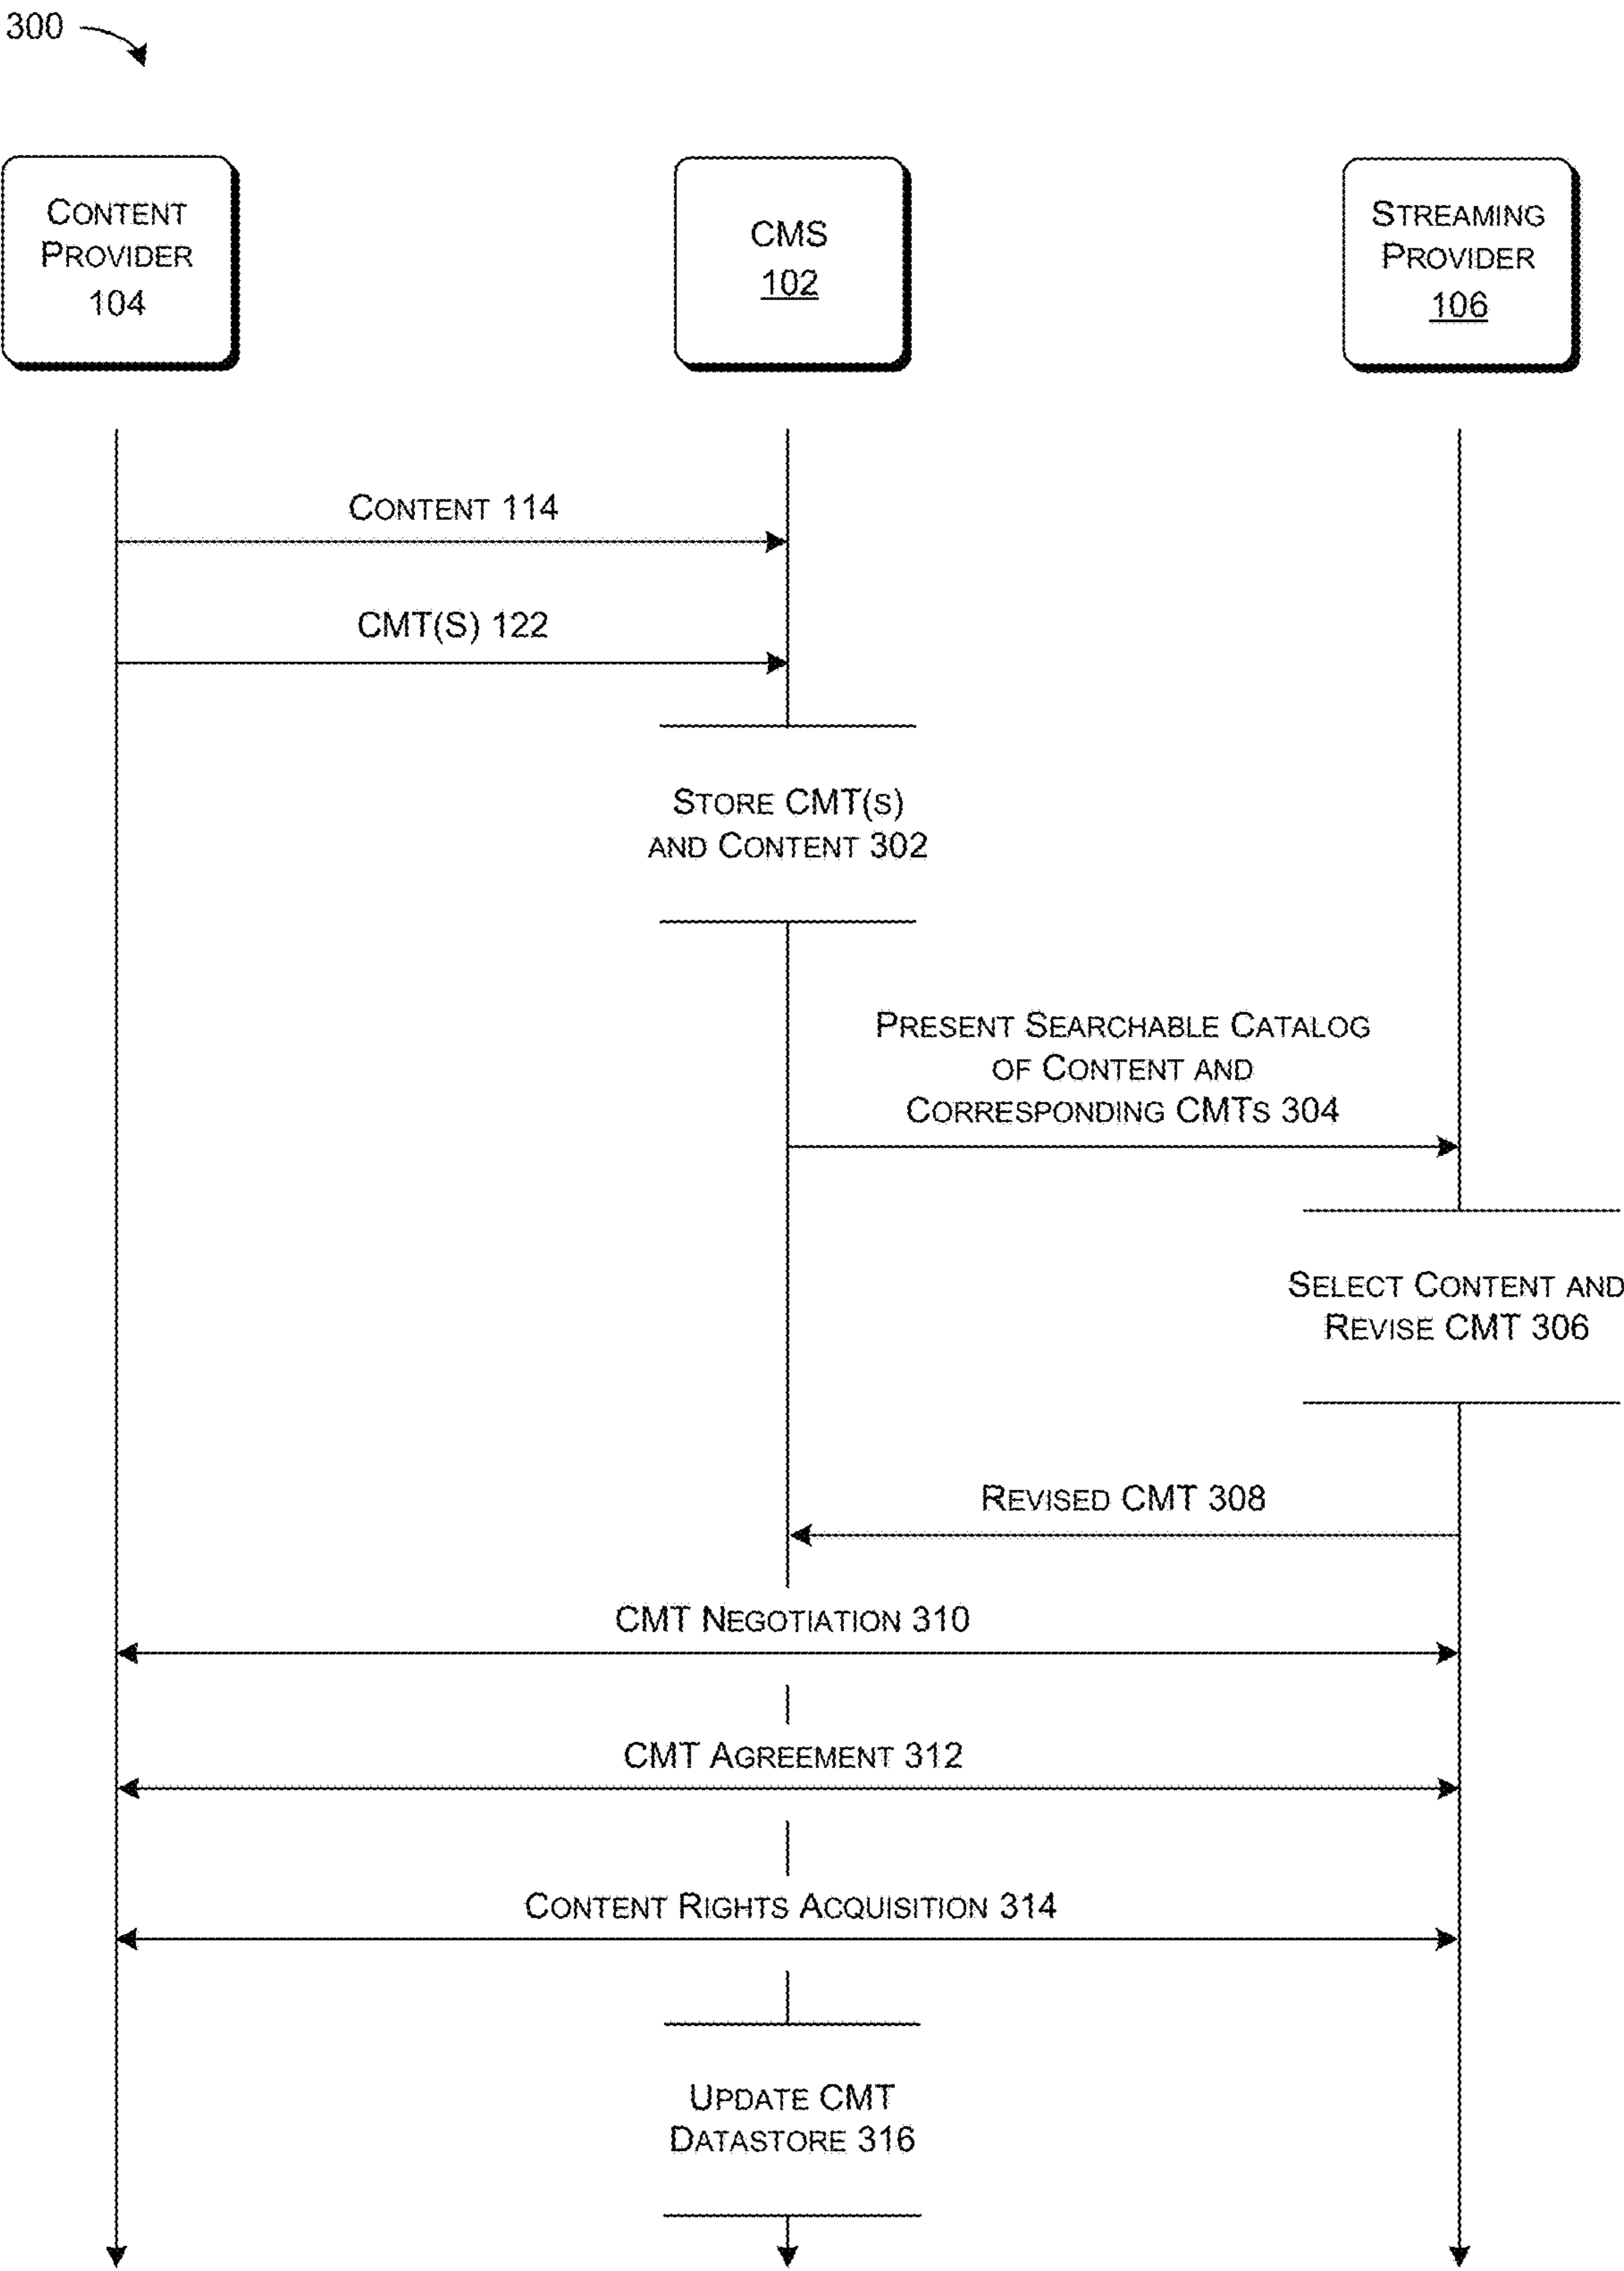 300
CONTENT
PROVIDER
104
CMS
102
STREAMING
PROVIDER
106
CONTENT 114
CMT(S) 122
STORE CMT(S)
AND CONTENT 302
PRESENT SEARCHABLE CATALOG
OF CONTENT AND
CORRESPONDING CMTS 304
SELECT CONTENT AND
REVISE CMT 306
REVISED CMT 308
CMT NEGOTIATION 310
CMT AGREEMENT 312
CONTENT RIGHTS ACQUISITION 314
UPDATE CMT
DATASTORE 316